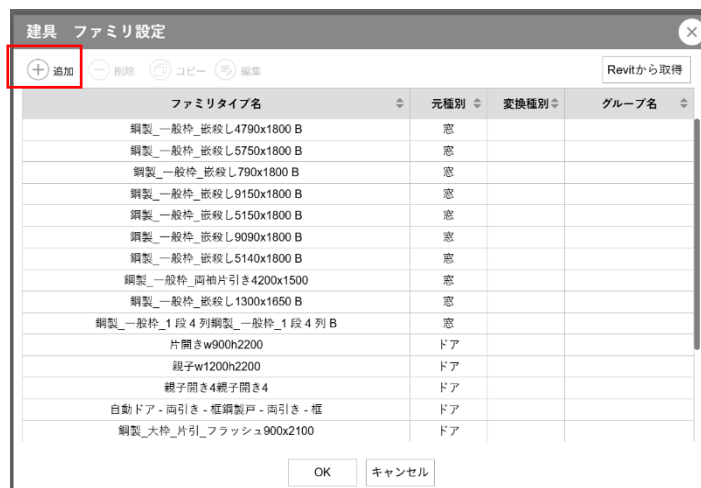 建具 ファミリ設定
追加 削除 コピー 編集 Revitから取得
ファミリタイプ名 元種別 変換種別 グループ名
鋼製_一般枠_嵌殺し4790x1800 B 窓
鋼製_一般枠_嵌殺し5750x1800 B 窓
鋼製_一般枠_嵌殺し790x1800 B 窓
鋼製_一般枠_嵌殺し9150x1800 B 窓
鋼製_一般枠_嵌殺し5150x1800 B 窓
鋼製_一般枠_嵌殺し9090x1800 B 窓
鋼製_一般枠_嵌殺し5140x1800 B 窓
鋼製_一般枠_両袖片引き4200x1500 窓
鋼製_一般枠_嵌殺し1300x1650 B 窓
鋼製_一般枠_1段4列鋼製_一般枠_1段4列 B 窓
片開きw900h2200 ドア
親子w1200h2200 ドア
親子開き4親子開き4 ドア
自動ドア - 両引き - 框鋼製戸 - 両引き - 框 ドア
鋼製_大枠_片引_フラッシュ900x2100 ドア
OK キャンセル